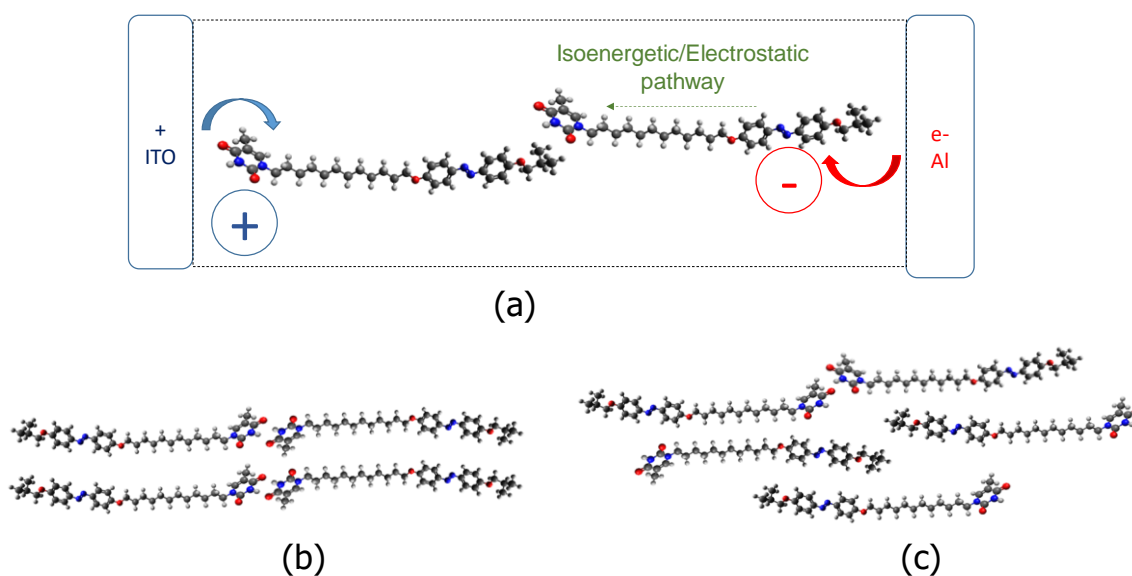 Isoenergetic/Electrostatic
pathway
+
ITO
e-
Al
+
-
(a)
(b)
(c)